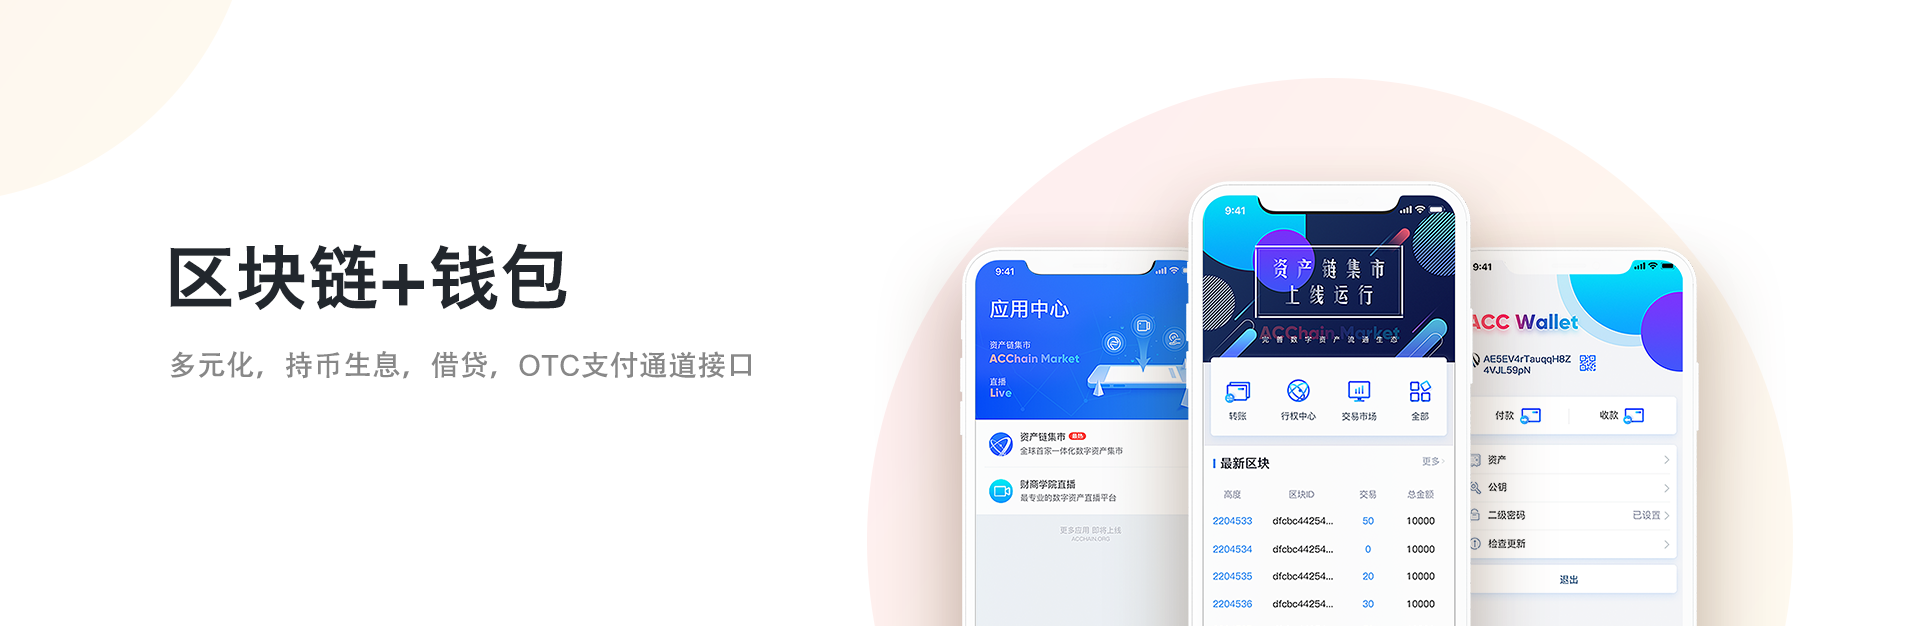 区块链+钱包
多元化，持币生息，借贷，OTC支付通道接口
9:41
应用中心
资产链集市
ACChain Market
直播
Live
资产链集市 最热
全球首家一体化数字资产集市
财商学院直播
最专业的数字资产直播平台
更多应用 即将上线
ACCHAIN.ORG
9:41
资产链集市
上线运行
ACChain Market
完善数字资产流通生态
转账 行权中心 交易市场 全部
最新区块 更多
高度 区块ID 交易 总金额
2204533 dfcbc44254... 50 10000
2204534 dfcbc44254... 0 10000
2204535 dfcbc44254... 20 10000
2204536 dfcbc44254... 30 10000
9:41
ACC Wallet
AE5EV4rTauqqH8Z
4VJL59pN
付款 收款
资产
公钥
二级密码 已设置
检查更新
退出